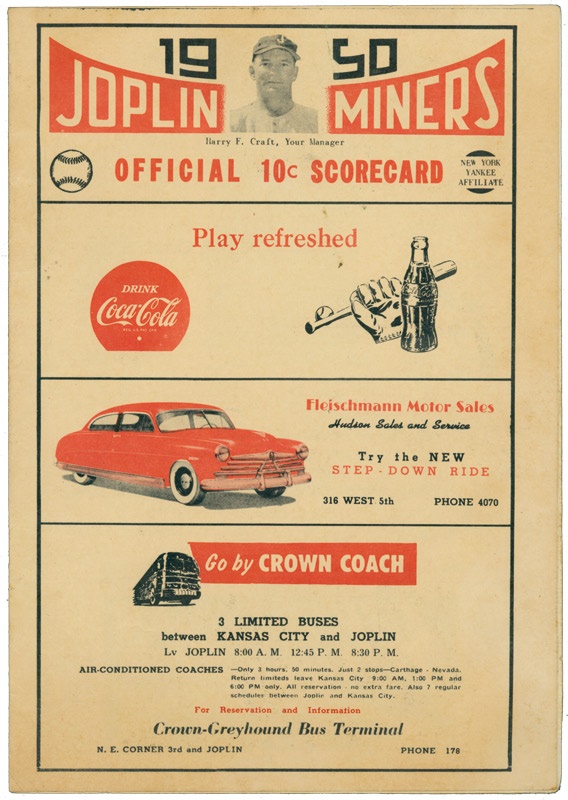 19 50
JOPLIN MINERS
Harry F. Craft, Your Manager
OFFICIAL 10c SCORECARD
NEW YORK
YANKEE
AFFILIATE
Play refreshed
DRINK
Coca-Cola
Coca-Cola
Fleischmann Motor Sales
Hudson Sales and Service
Try the NEW
STEP-DOWN RIDE
316 WEST 5th PHONE 4070
Go by CROWN COACH
3 LIMITED BUSES
between KANSAS CITY and JOPLIN
Lv JOPLIN 8:00 A. M. 12:45 P. M. 8:30 P. M.
AIR-CONDITIONED COACHES —Only 3 hours, 50 minutes. Just 2 stops—Carthage - Nevada.
Return limiteds leave Kansas City 9:00 AM, 1:00 PM and
6:00 PM only. All reservation - no extra fare. Also 7 regular
schedules between Joplin and Kansas City.
For Reservation and Information
Crown-Greyhound Bus Terminal
N. E. CORNER 3rd and JOPLIN PHONE 178